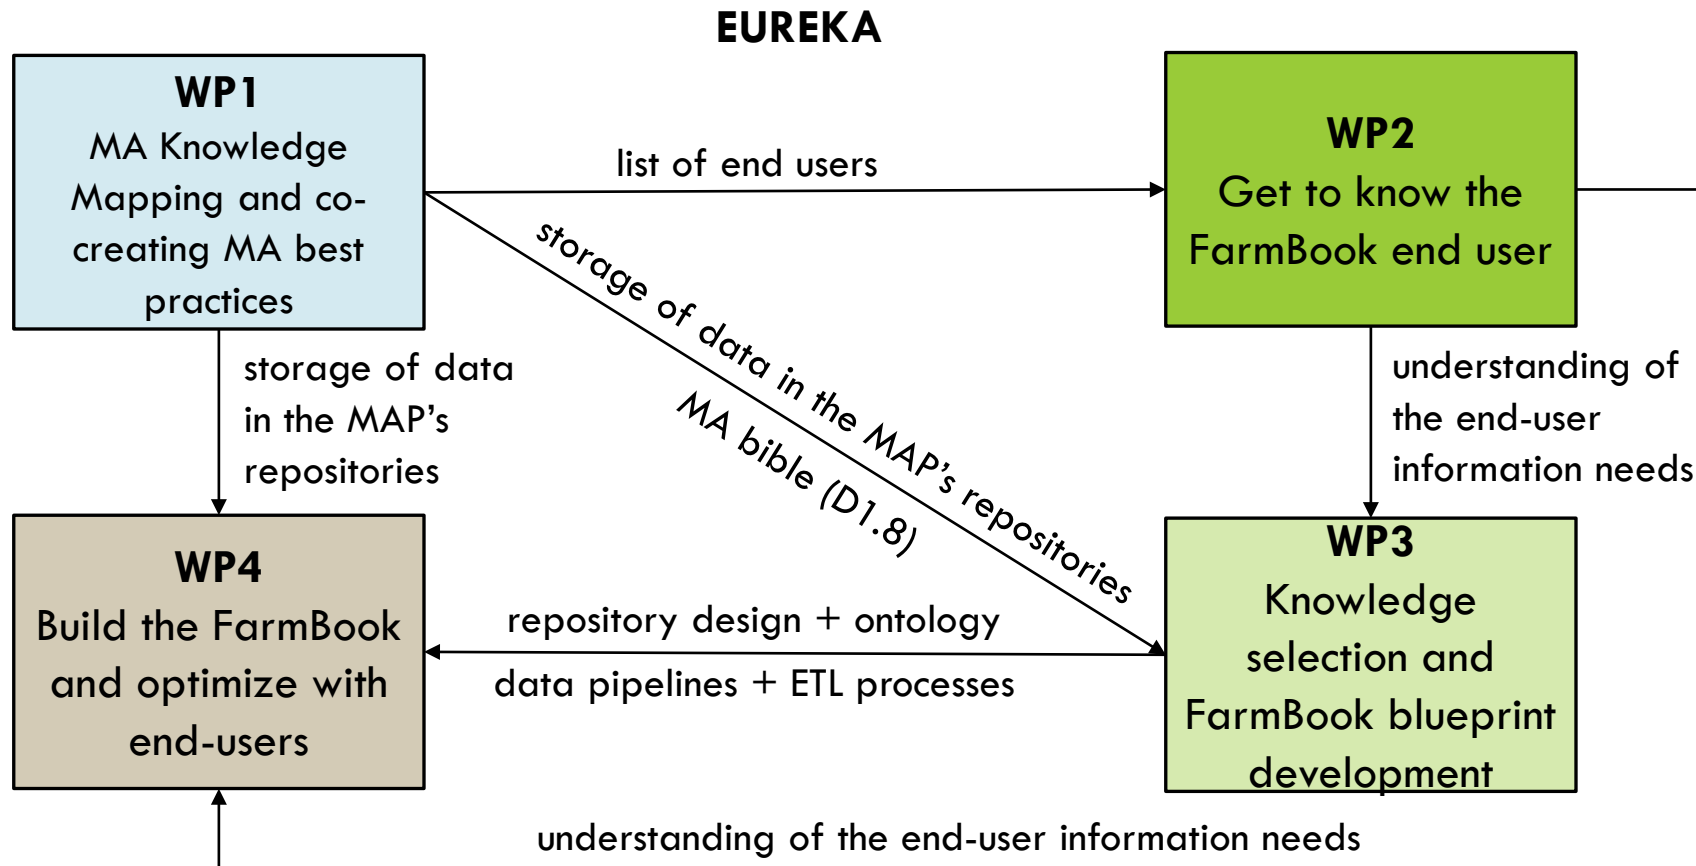 EUREKA
WP1
MA Knowledge
Mapping and co-
creating MA best
practices
list of end users
WP2
Get to know the
FarmBook end user
storage of data
in the MAP's
repositories
storage of data in the MAP's repositories
MA bible (D1.8)
understanding of
the end-user
information needs
WP4
Build the FarmBook
and optimize with
end-users
repository design + ontology
data pipelines + ETL processes
WP3
Knowledge
selection and
FarmBook blueprint
development
understanding of the end-user information needs